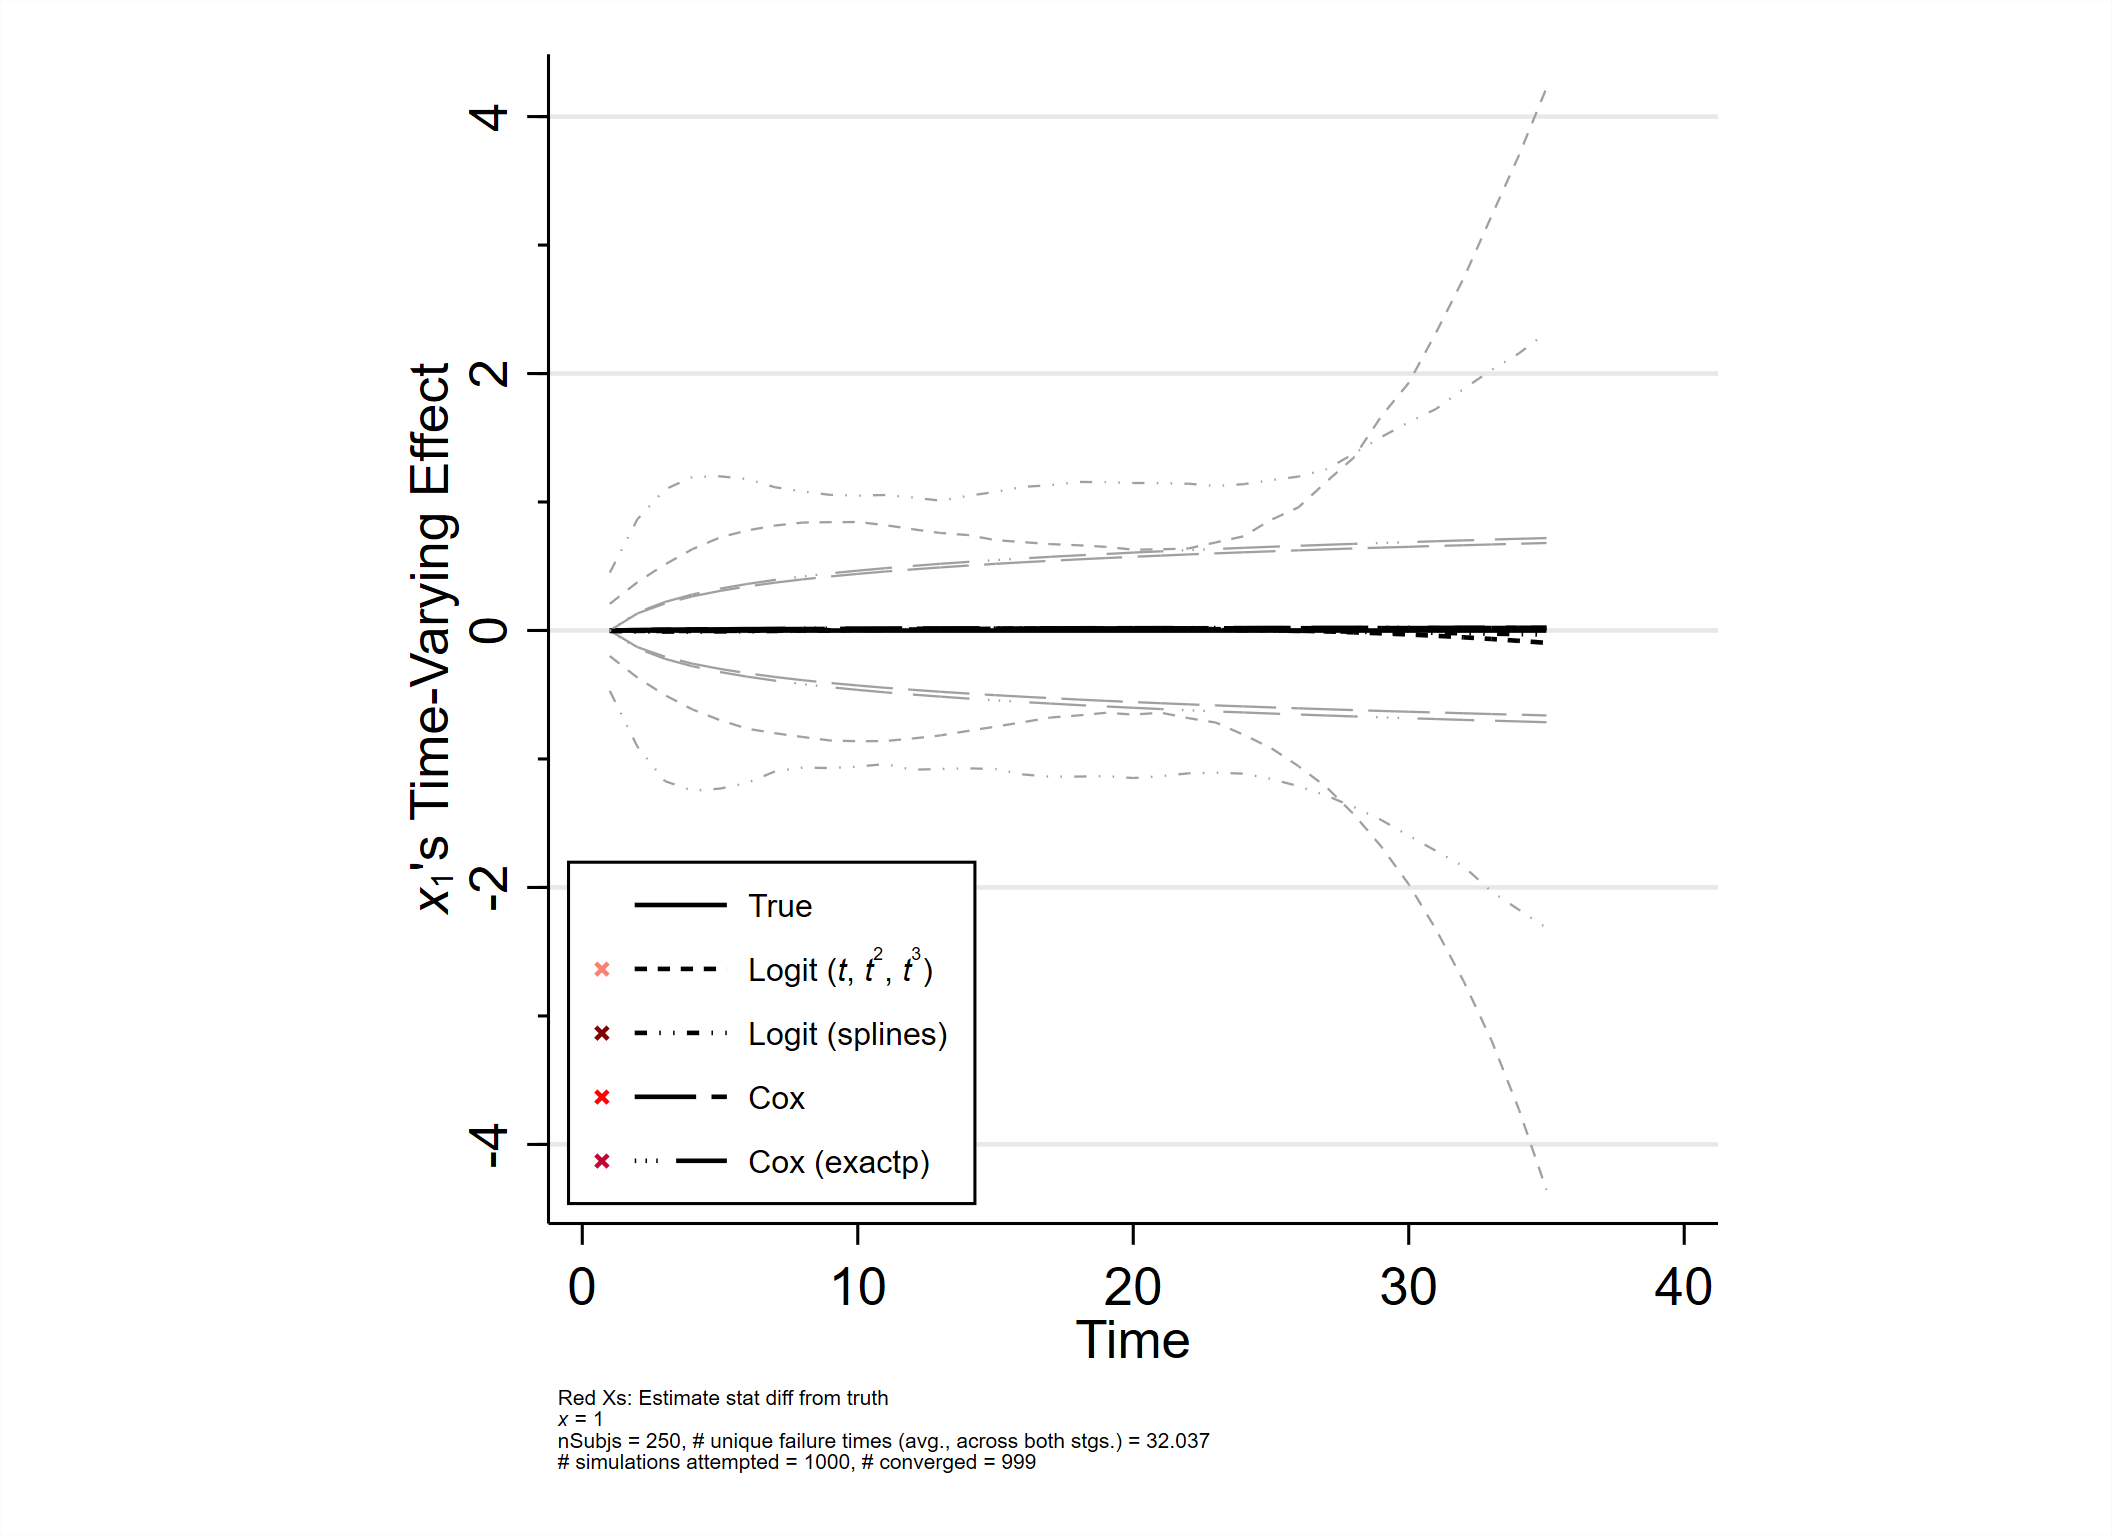 x₁'s Time-Varying Effect
4
2
0
-2
-4
True
Logit (t, t², t³)
Logit (splines)
Cox
Cox (exactp)
0 10 20 30 40
Time
Red Xs: Estimate stat diff from truth
x = 1
nSubjs = 250, # unique failure times (avg., across both stgs.) = 32.037
# simulations attempted = 1000, # converged = 999